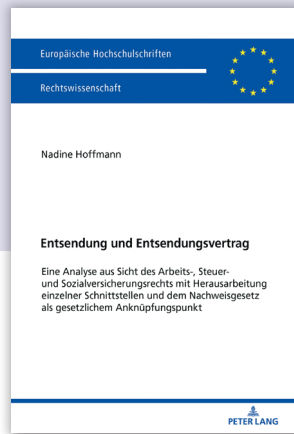 Europäische Hochschulschriften
Rechtswissenschaft
Nadine Hoffmann
Entsendung und Entsendungsvertrag
Eine Analyse aus Sicht des Arbeits-, Steuer-
und Sozialversicherungsrechts mit Herausarbeitung
einzelner Schnittstellen und dem Nachweisgesetz
als gesetzlichem Anknüpfungspunkt
PETER LANG